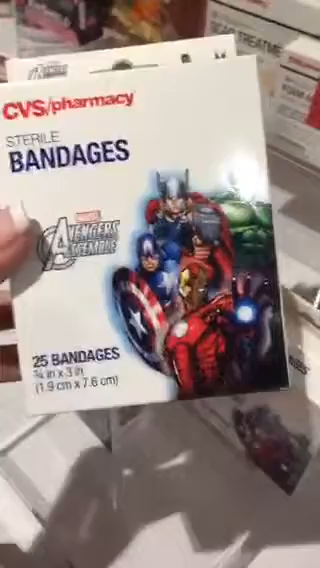 CVS/pharmacy
STERILE
BANDAGES
MARVEL
AVENGERS
ASSEMBLE
25 BANDAGES
¾ in x 3 in
(1.9 cm x 7.6 cm)
TREATME